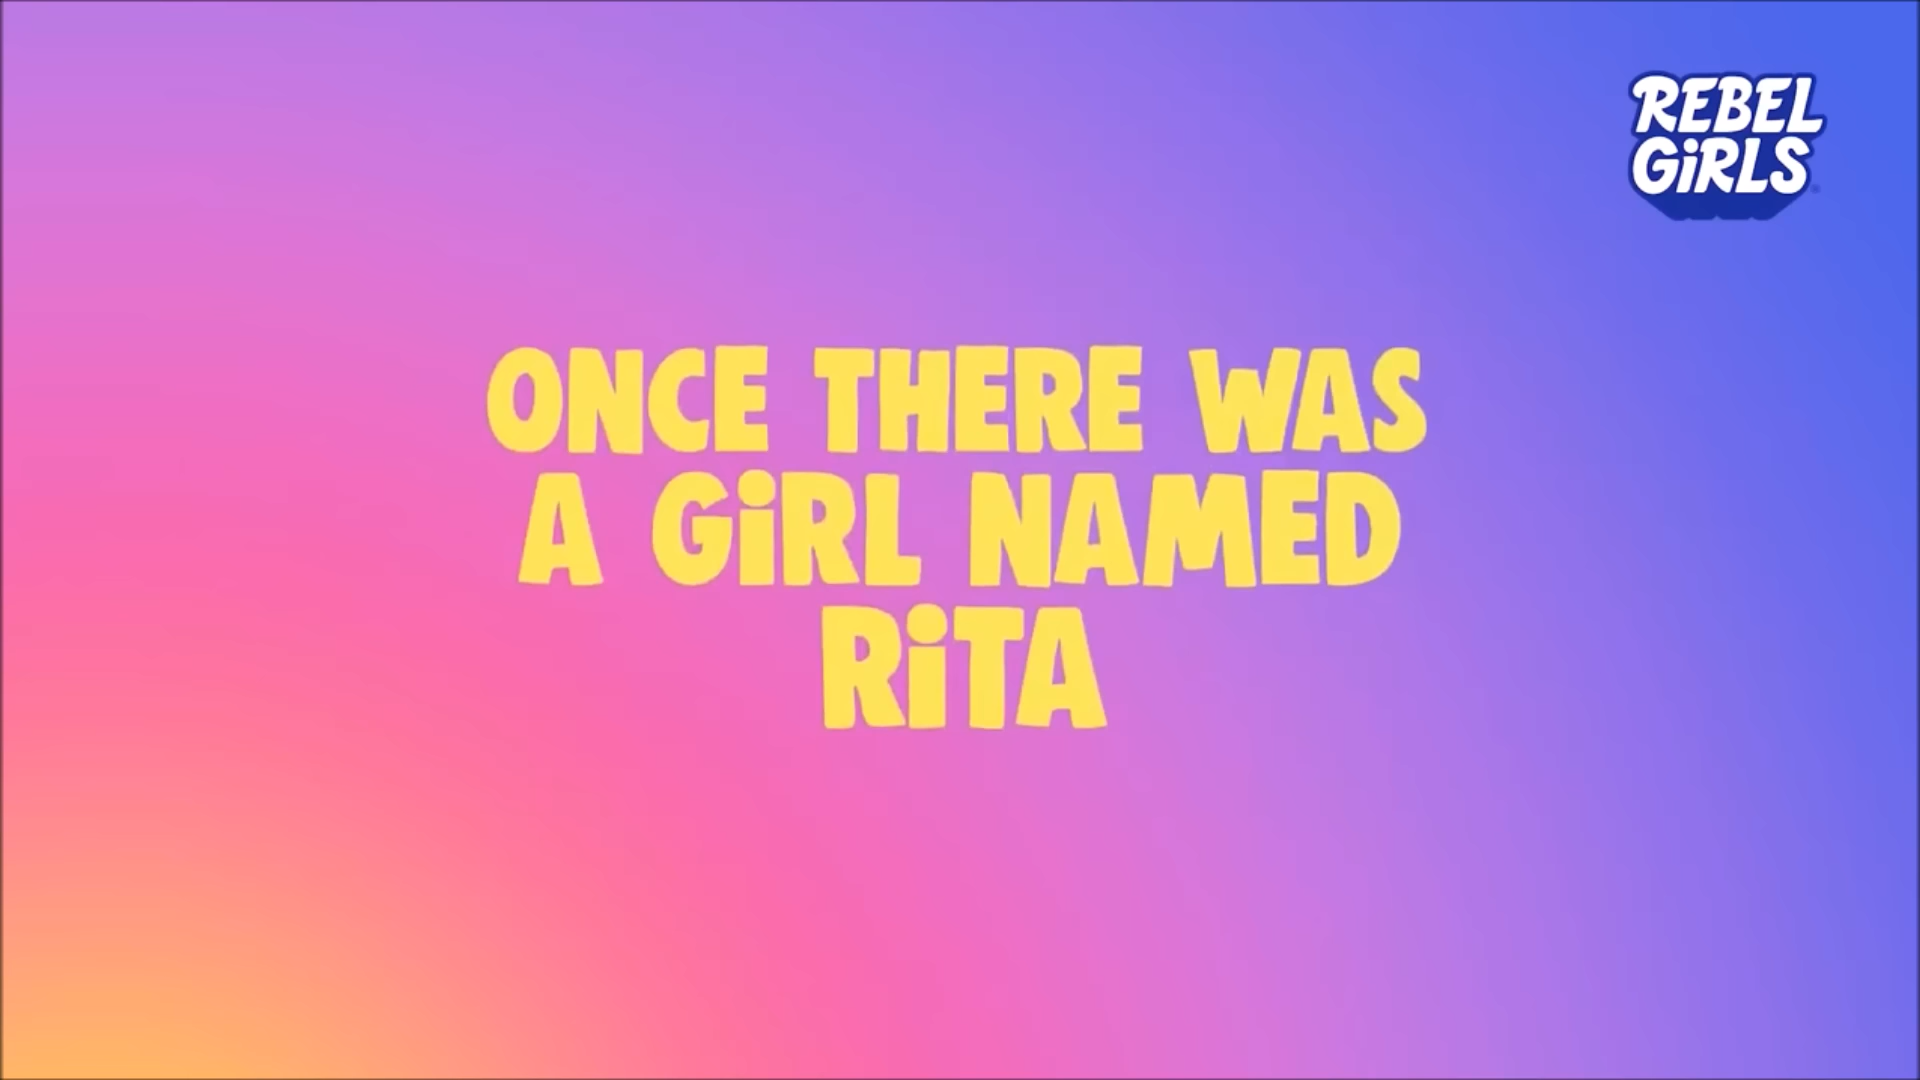 REBEL
GiRLS
ONCE THERE WAS
A GiRL NAMED
RiTA